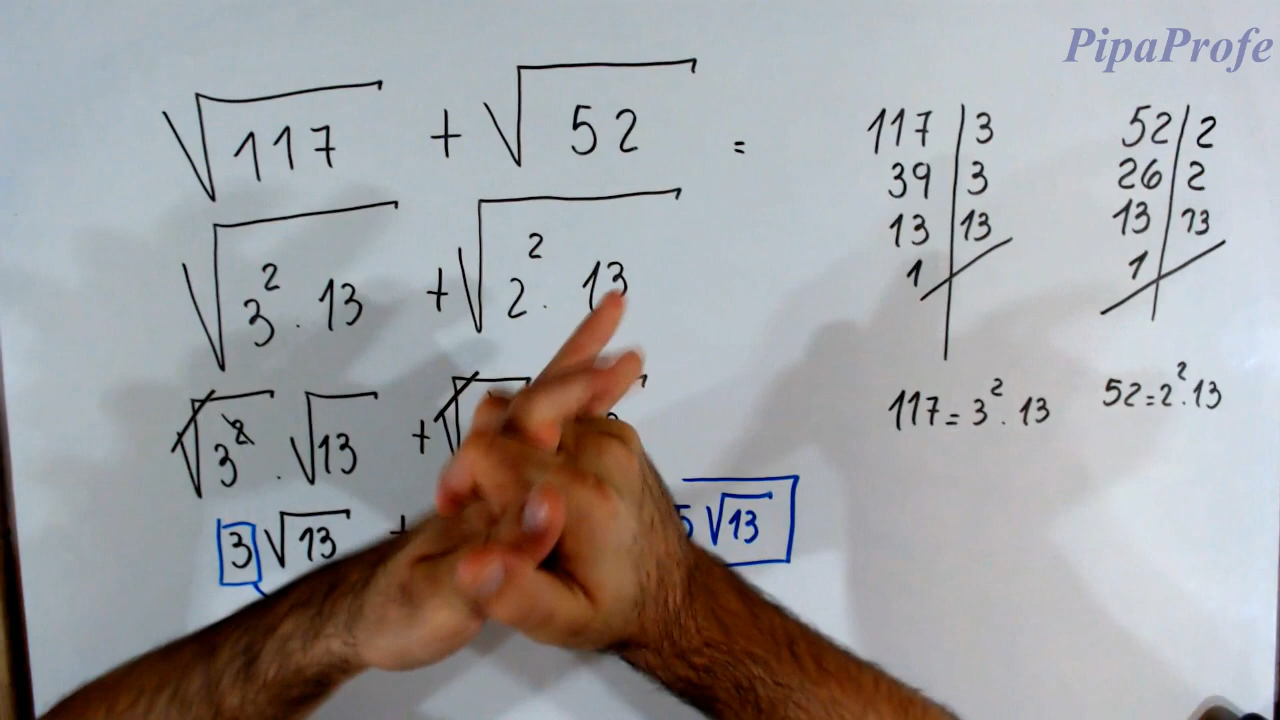 PipaProfe
√117 + √52 =
√3² . 13 + √2² . 13
√3² . √13 + √
3 √13 + 5 √13
117 | 3
39 | 3
13 | 13
1
117 = 3² . 13
52 | 2
26 | 2
13 | 13
1
52 = 2² . 13